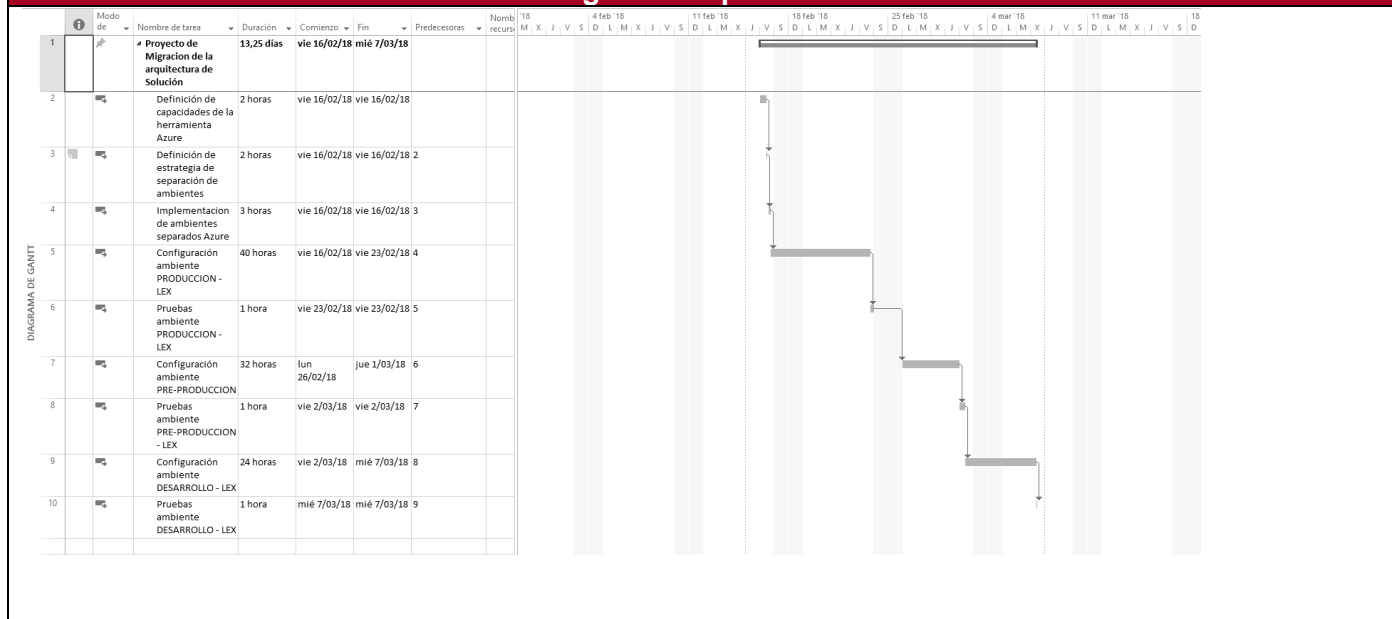 Modo de
Nombre de tarea
Duración
Comienzo
Fin
Predecesoras
Nomb recurs
'18
4 feb '18
11 feb '18
18 feb '18
25 feb '18
4 mar '18
11 mar '18
18
M X J V S D L M X J V S D L M X J V S D L M X J V S D L M X J V S D L M X J V S D L M X J V S D
DIAGRAMA DE GANTT
1 Proyecto de 13,25 días vie 16/02/18 mié 7/03/18
Migracion de la
arquitectura de
Solución
2 Definición de 2 horas vie 16/02/18 vie 16/02/18
capacidades de la
herramienta
Azure
3 Definición de 2 horas vie 16/02/18 vie 16/02/18 2
estrategia de
separación de
ambientes
4 Implementacion 3 horas vie 16/02/18 vie 16/02/18 3
de ambientes
separados Azure
5 Configuración 40 horas vie 16/02/18 vie 23/02/18 4
ambiente
PRODUCCION -
LEX
6 Pruebas 1 hora vie 23/02/18 vie 23/02/18 5
ambiente
PRODUCCION -
LEX
7 Configuración 32 horas lun jue 1/03/18 6
ambiente 26/02/18
PRE-PRODUCCION
8 Pruebas 1 hora vie 2/03/18 vie 2/03/18 7
ambiente
PRE-PRODUCCION
- LEX
9 Configuración 24 horas vie 2/03/18 mié 7/03/18 8
ambiente
DESARROLLO - LEX
10 Pruebas 1 hora mié 7/03/18 mié 7/03/18 9
ambiente
DESARROLLO - LEX